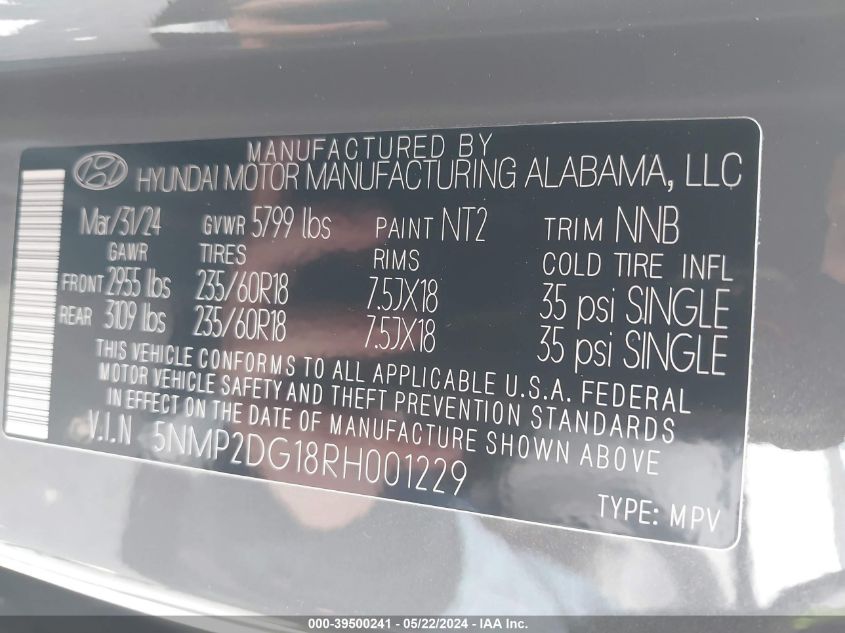 MANUFACTURED BY
HYUNDAI MOTOR MANUFACTURING ALABAMA, LLC
Mar/31/24 GVWR 5799 lbs PAINT NT2 TRIM NNB
GAWR TIRES RIMS COLD TIRE INFL
FRONT 2955 lbs 235/60R18 7.5JX18 35 psi SINGLE
REAR 3109 lbs 235/60R18 7.5JX18 35 psi SINGLE
THIS VEHICLE CONFORMS TO ALL APPLICABLE U.S.A. FEDERAL
MOTOR VEHICLE SAFETY AND THEFT PREVENTION STANDARDS
IN EFFECT ON THE DATE OF MANUFACTURE SHOWN ABOVE
V.I.N 5NMP2DG18RH001229
TYPE: MPV
000-39500241 - 05/22/2024 - IAA Inc.